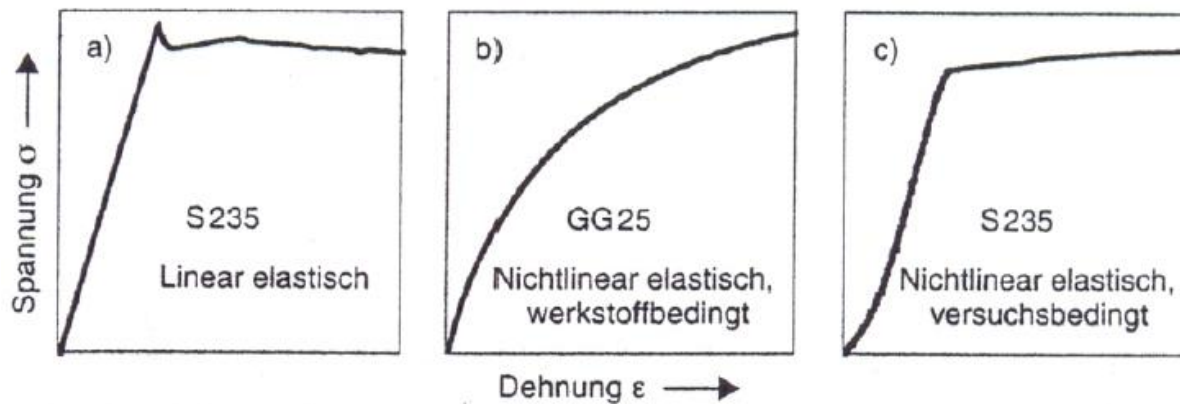 Spannung σ
a)
S235
Linear elastisch
b)
GG25
Nichtlinear elastisch,
werkstoffbedingt
c)
S235
Nichtlinear elastisch,
versuchsbedingt
Dehnung ε